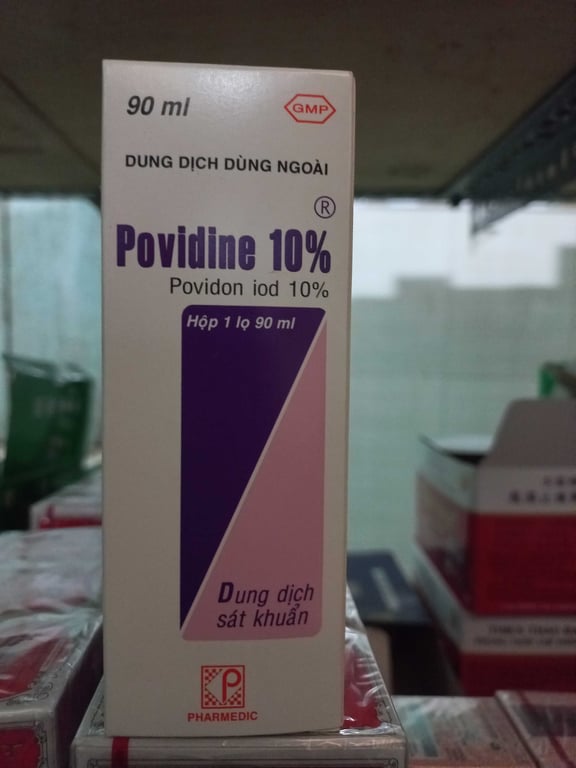 90 ml
GMP
DUNG DỊCH DÙNG NGOÀI
®
Povidine 10%
Povidon iod 10%
Hộp 1 lọ 90 ml
Dung dịch
sát khuẩn
P
PHARMEDIC